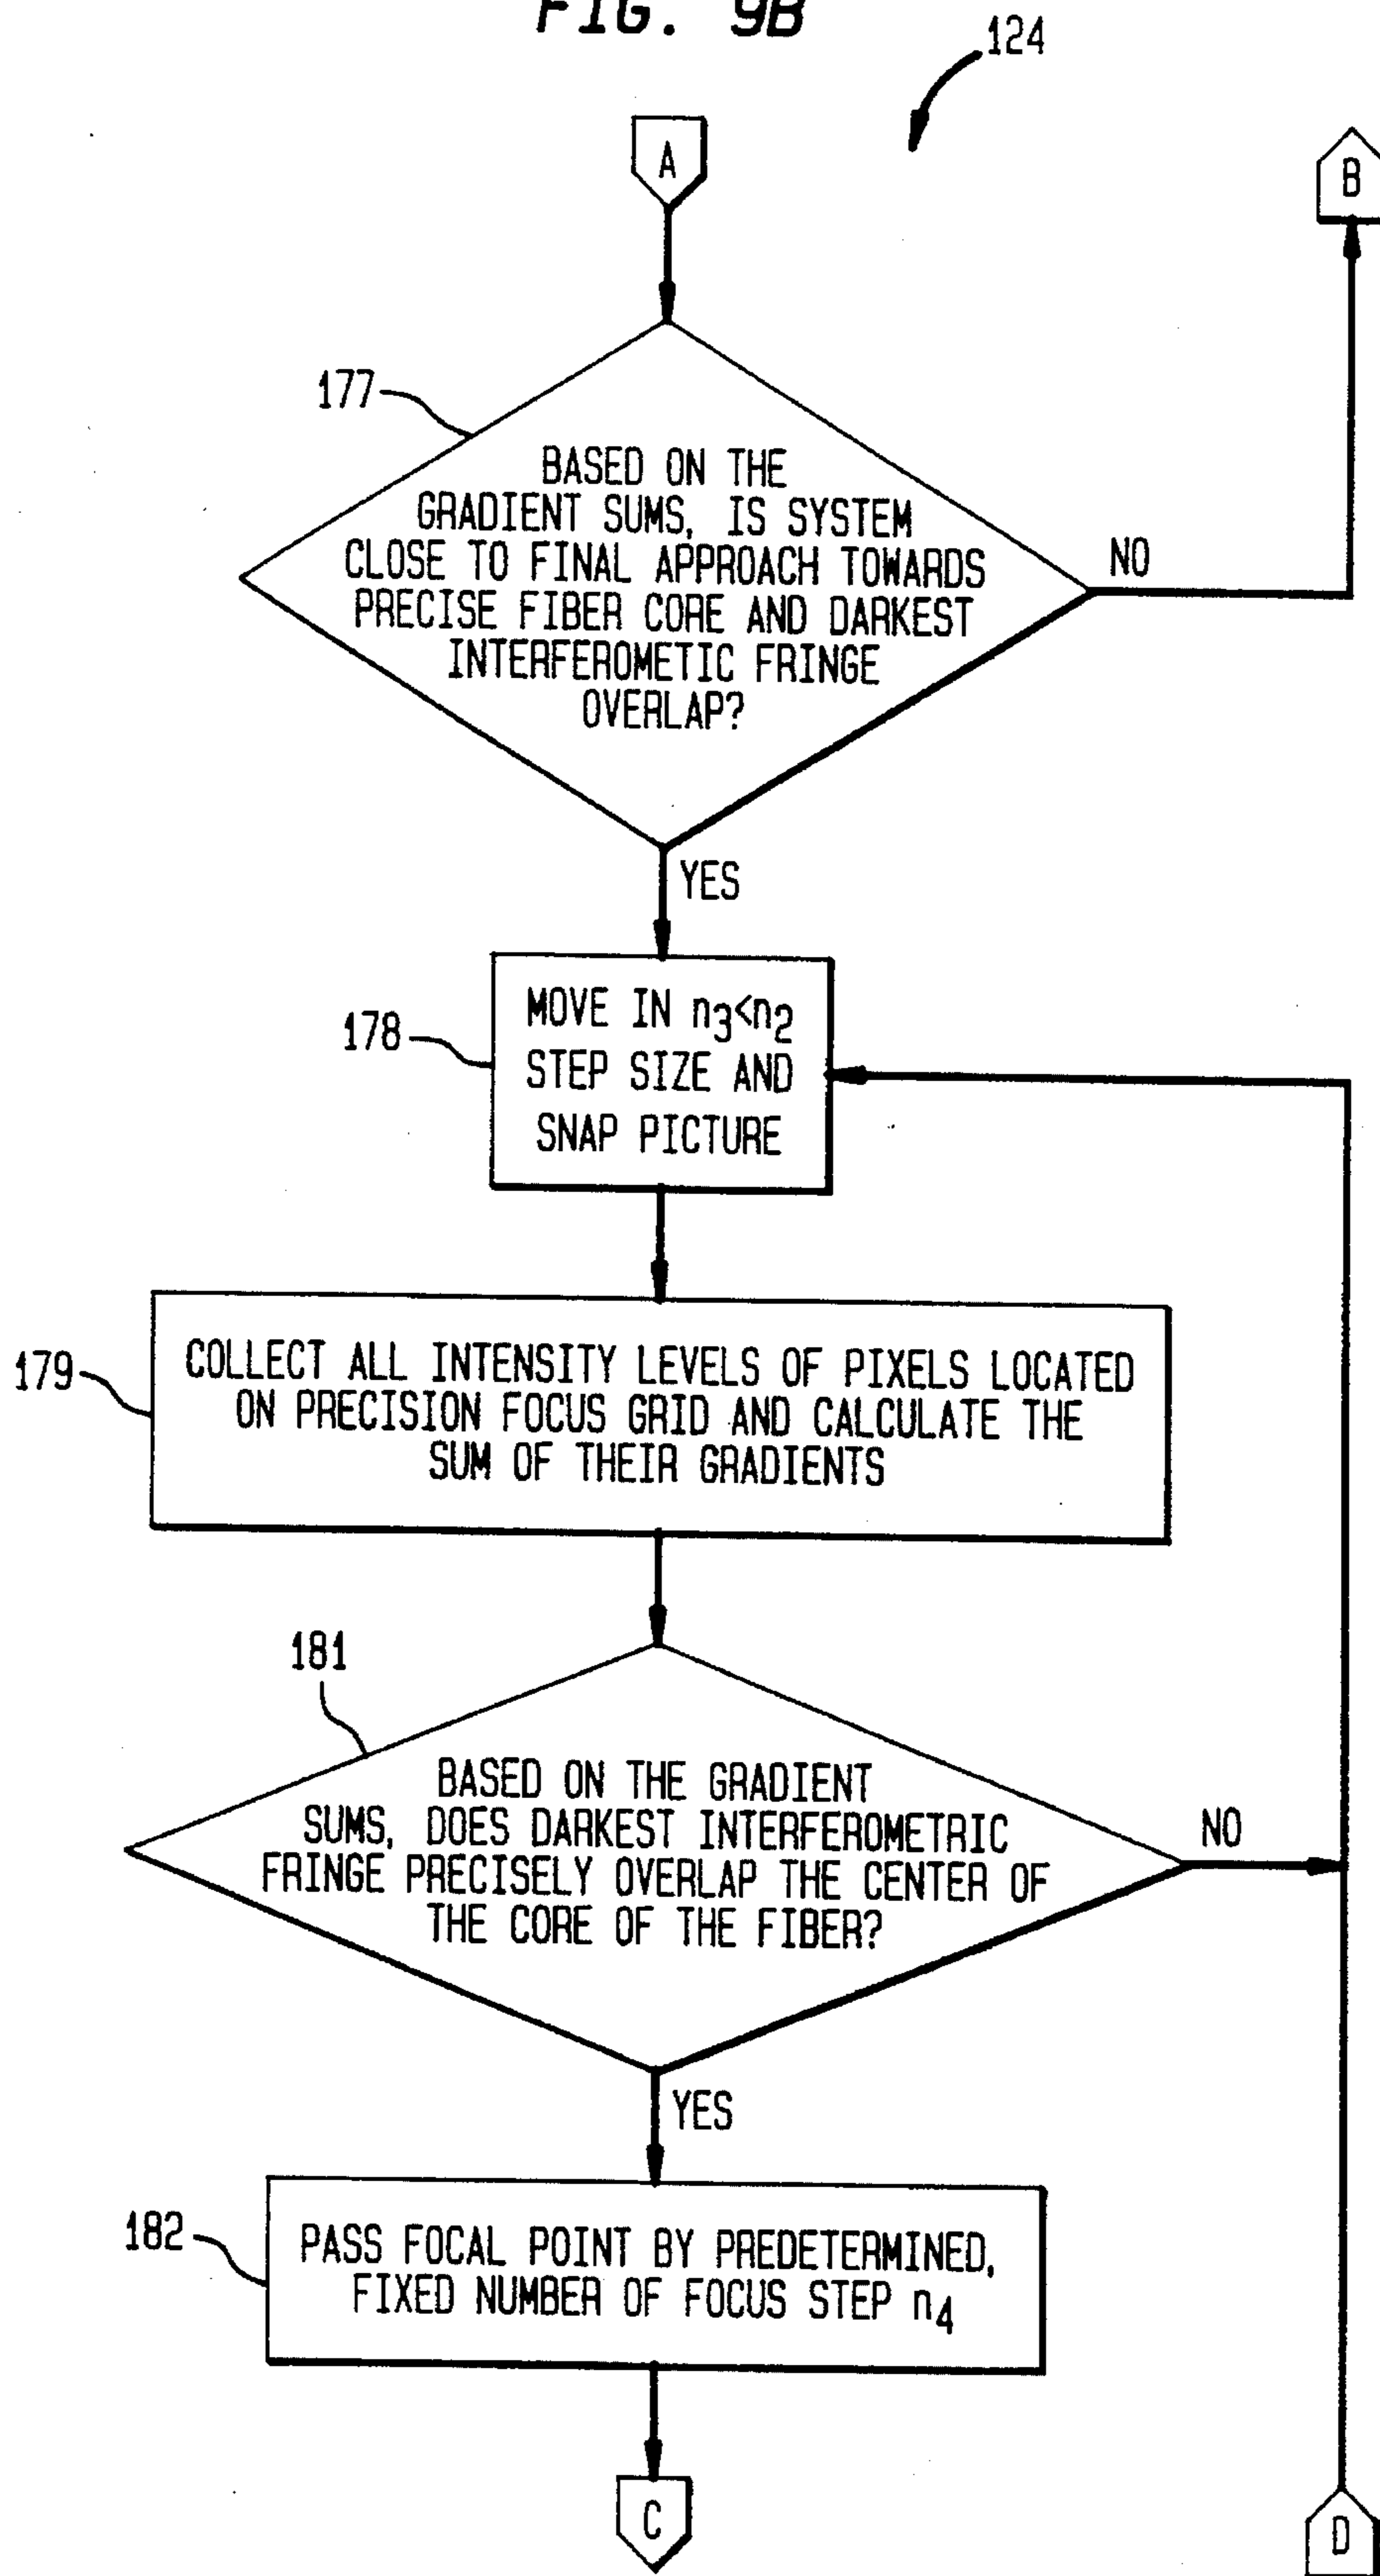 FIG. 9B
124
A
B
177
BASED ON THE
GRADIENT SUMS, IS SYSTEM
CLOSE TO FINAL APPROACH TOWARDS
PRECISE FIBER CORE AND DARKEST
INTERFEROMETIC FRINGE
OVERLAP?
NO
YES
178
MOVE IN n3<n2
STEP SIZE AND
SNAP PICTURE
179
COLLECT ALL INTENSITY LEVELS OF PIXELS LOCATED
ON PRECISION FOCUS GRID AND CALCULATE THE
SUM OF THEIR GRADIENTS
181
BASED ON THE GRADIENT
SUMS, DOES DARKEST INTERFEROMETRIC
FRINGE PRECISELY OVERLAP THE CENTER OF
THE CORE OF THE FIBER?
NO
YES
182
PASS FOCAL POINT BY PREDETERMINED,
FIXED NUMBER OF FOCUS STEP n4
C
D